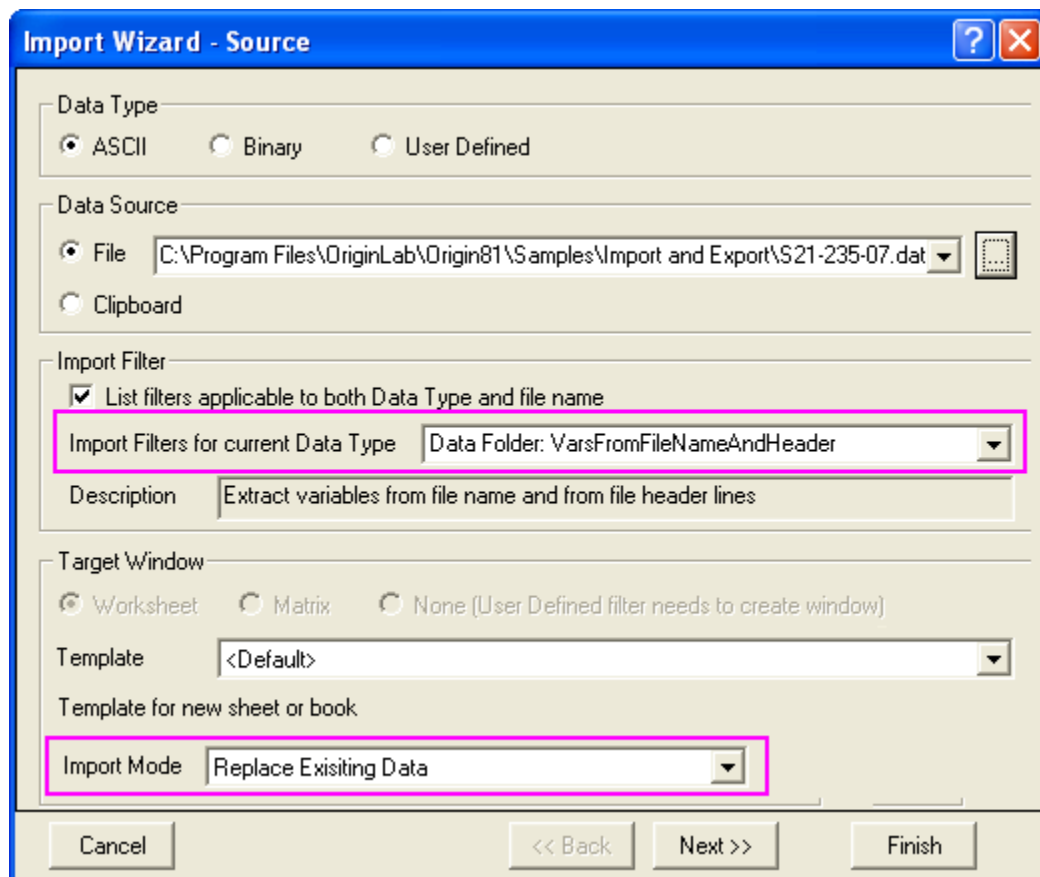 Import Wizard - Source
Data Type
ASCII Binary User Defined
Data Source
File C:\Program Files\OriginLab\Origin81\Samples\Import and Export\S21-235-07.dat ...
Clipboard
Import Filter
List filters applicable to both Data Type and file name
Import Filters for current Data Type Data Folder: VarsFromFileNameAndHeader
Description Extract variables from file name and from file header lines
Target Window
Worksheet Matrix None (User Defined filter needs to create window)
Template <Default>
Template for new sheet or book
Import Mode Replace Exisiting Data
Cancel << Back Next >> Finish